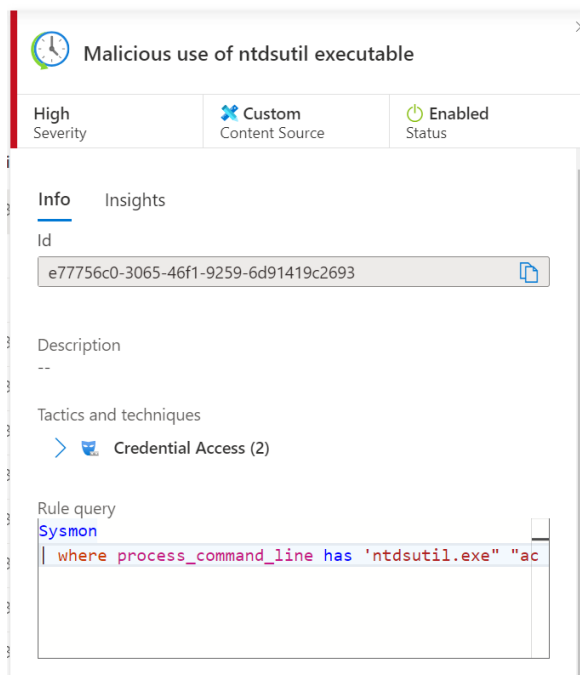 Malicious use of ntdsutil executable
High
Severity
Custom
Content Source
Enabled
Status
Info Insights
Id
e77756c0-3065-46f1-9259-6d91419c2693
Description
--
Tactics and techniques
Credential Access (2)
Rule query
Sysmon
| where process_command_line has 'ntdsutil.exe" "ac